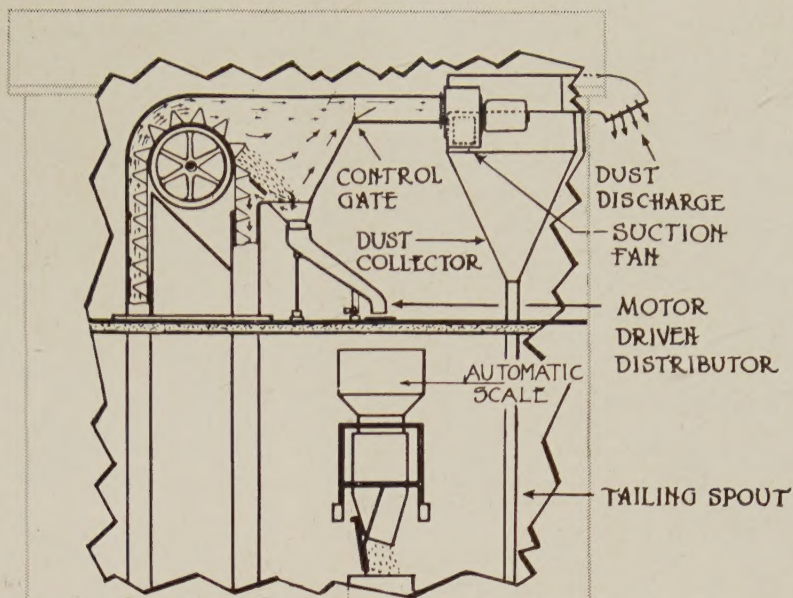 CONTROL
GATE
DUST
COLLECTOR
DUST
DISCHARGE
SUCTION
FAN
MOTOR
DRIVEN
DISTRIBUTOR
AUTOMATIC
SCALE
TAILING SPOUT